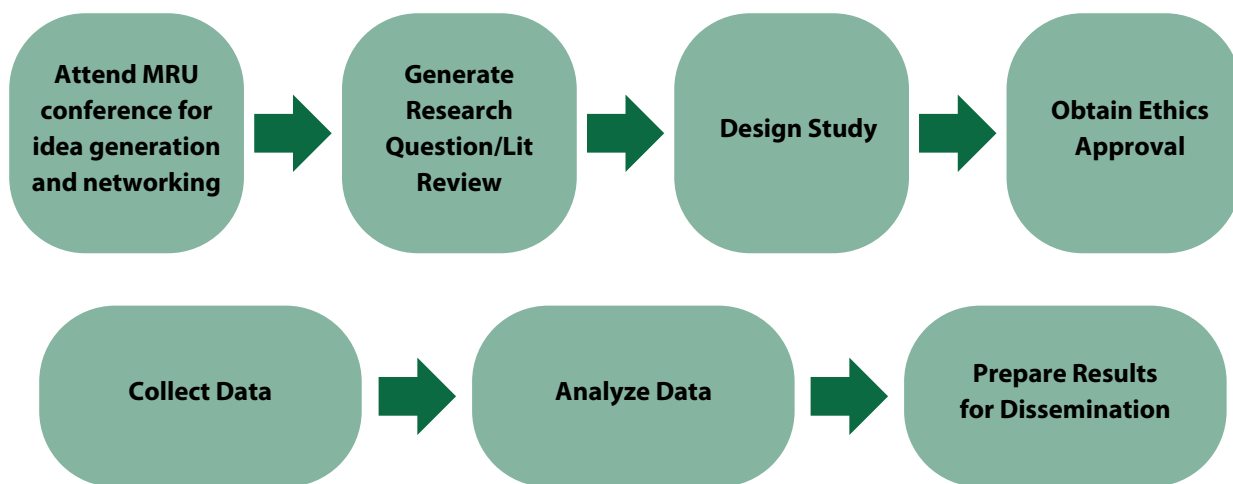 Attend MRU
conference for
idea generation
and networking
Generate
Research
Question/Lit
Review
Design Study
Obtain Ethics
Approval
Collect Data
Analyze Data
Prepare Results
for Dissemination